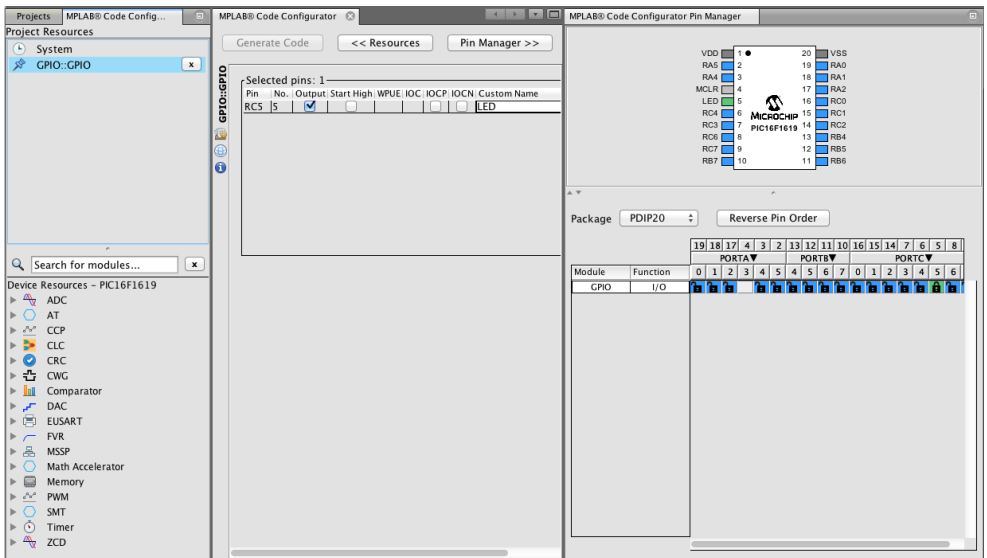 Projects MPLAB® Code Config...
Project Resources
System
GPIO::GPIO x
Search for modules... x
Device Resources - PIC16F1619
ADC
AT
CCP
CLC
CRC
CWG
Comparator
DAC
EUSART
FVR
MSSP
Math Accelerator
Memory
PWM
SMT
Timer
ZCD
MPLAB® Code Configurator
Generate Code << Resources Pin Manager >>
GPIO::GPIO
Selected pins: 1
Pin No. Output Start High WPUE IOC IOCP IOCN Custom Name
RC5 5 LED
MPLAB® Code Configurator Pin Manager
VDD 1 20 VSS
RA5 2 19 RA0
RA4 3 18 RA1
MCLR 4 17 RA2
LED 5 16 RC0
RC4 6 MICROCHIP 15 RC1
RC3 7 PIC16F1619 14 RC2
RC6 8 13 RB4
RC7 9 12 RB5
RB7 10 11 RB6
Package PDIP20 Reverse Pin Order
19 18 17 4 3 2 13 12 11 10 16 15 14 7 6 5 8
PORTA▼ PORTB▼ PORTC▼
Module Function 0 1 2 3 4 5 4 5 6 7 0 1 2 3 4 5 6
GPIO I/O